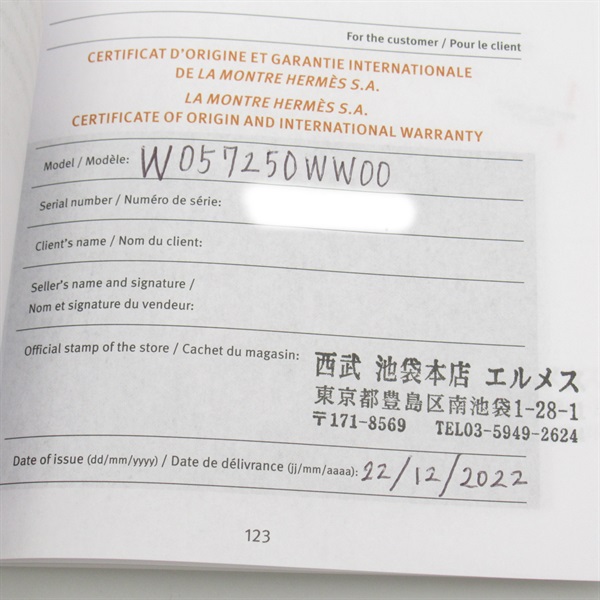 For the customer / Pour le client
CERTIFICAT D'ORIGINE ET GARANTIE INTERNATIONALE
DE LA MONTRE HERMÈS S.A.
LA MONTRE HERMÈS S.A.
CERTIFICATE OF ORIGIN AND INTERNATIONAL WARRANTY
Model / Modèle: W057250WW00
Serial number / Numéro de série:
Client's name / Nom du client:
Seller's name and signature /
Nom et signature du vendeur:
Official stamp of the store / Cachet du magasin:
西武 池袋本店 エルメス
東京都豊島区南池袋1-28-1
〒171-8569 TEL03-5949-2624
Date of issue (dd/mm/yyyy) / Date de délivrance (jj/mm/aaaa): 22/12/2022
123